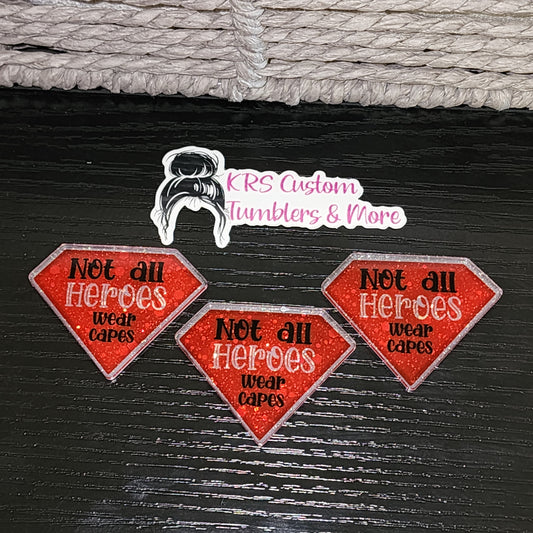 KRS Custom
Tumblers & More
Not all
Heroes
wear
capes
Not all
Heroes
wear
capes
Not all
Heroes
wear
capes